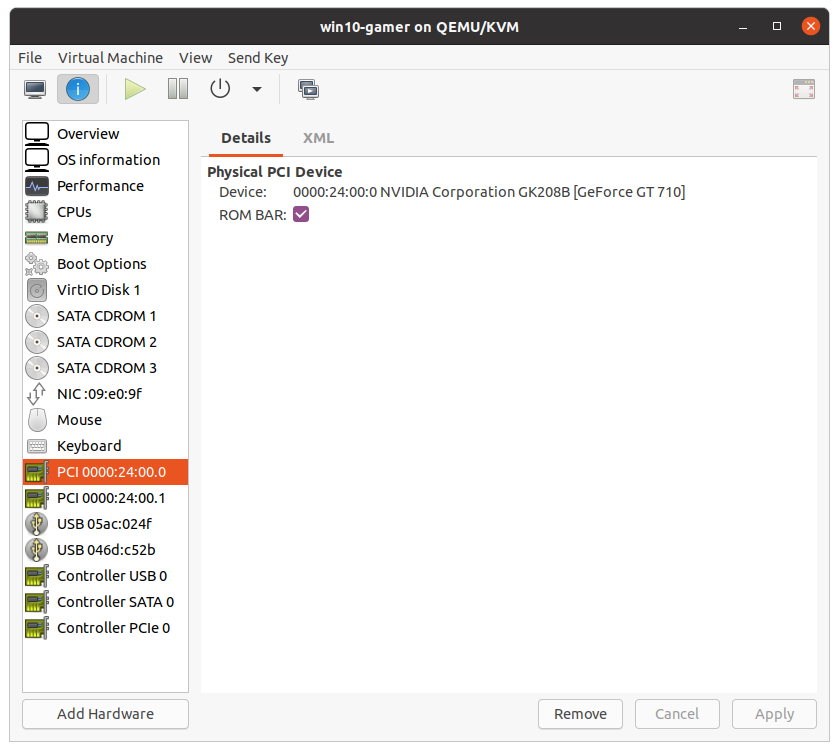 win10-gamer on QEMU/KVM
File Virtual Machine View Send Key
Overview
OS information
Performance
CPUs
Memory
Boot Options
VirtIO Disk 1
SATA CDROM 1
SATA CDROM 2
SATA CDROM 3
NIC :09:e0:9f
Mouse
Keyboard
PCI 0000:24:00.0
PCI 0000:24:00.1
USB 05ac:024f
USB 046d:c52b
Controller USB 0
Controller SATA 0
Controller PCIe 0
Add Hardware
Details XML
Physical PCI Device
Device: 0000:24:00:0 NVIDIA Corporation GK208B [GeForce GT 710]
ROM BAR:
Remove Cancel Apply